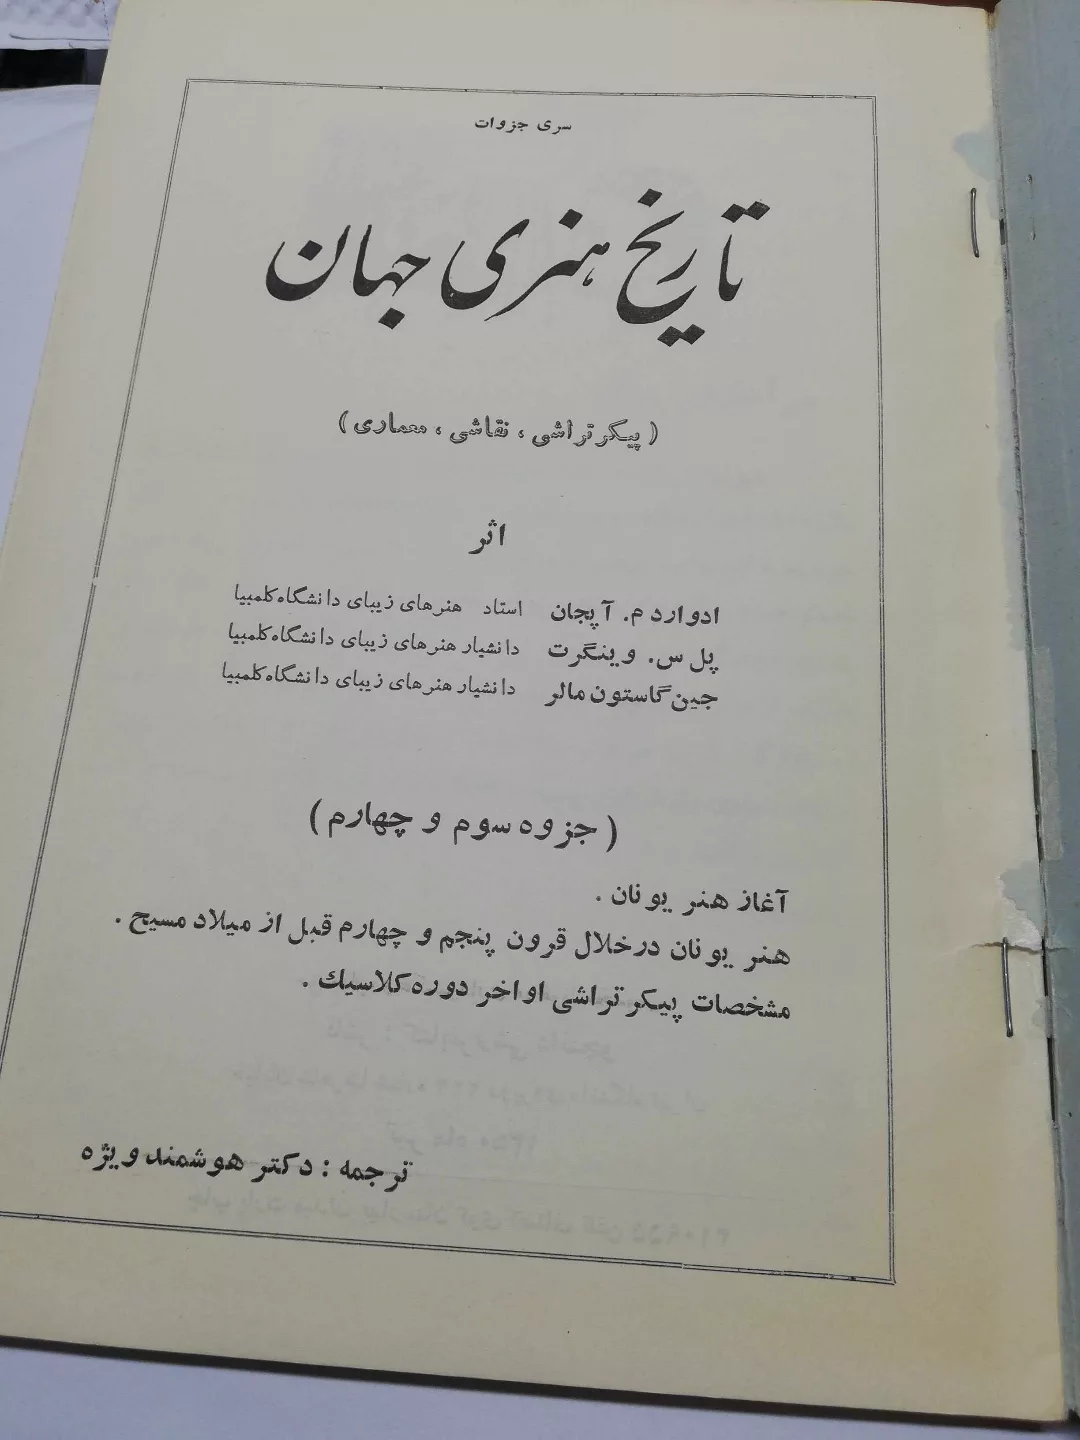 سری جزوات
تاریخ هنری جهان
(پیکرتراشی ، نقاشی ، معماری)
اثر
ادوارد م. آپجان استاد هنرهای زیبای دانشگاه کلمبیا
پل س. وینگرت دانشیار هنرهای زیبای دانشگاه کلمبیا
جین گاستون مالر دانشیار هنرهای زیبای دانشگاه کلمبیا
(جزوه سوم و چهارم)
آغاز هنر یونان .
هنر یونان درخلال قرون پنجم و چهارم قبل از میلاد مسیح .
مشخصات پیکرتراشی اواخر دوره کلاسیك .
ترجمه : دکتر هوشمند ویژه